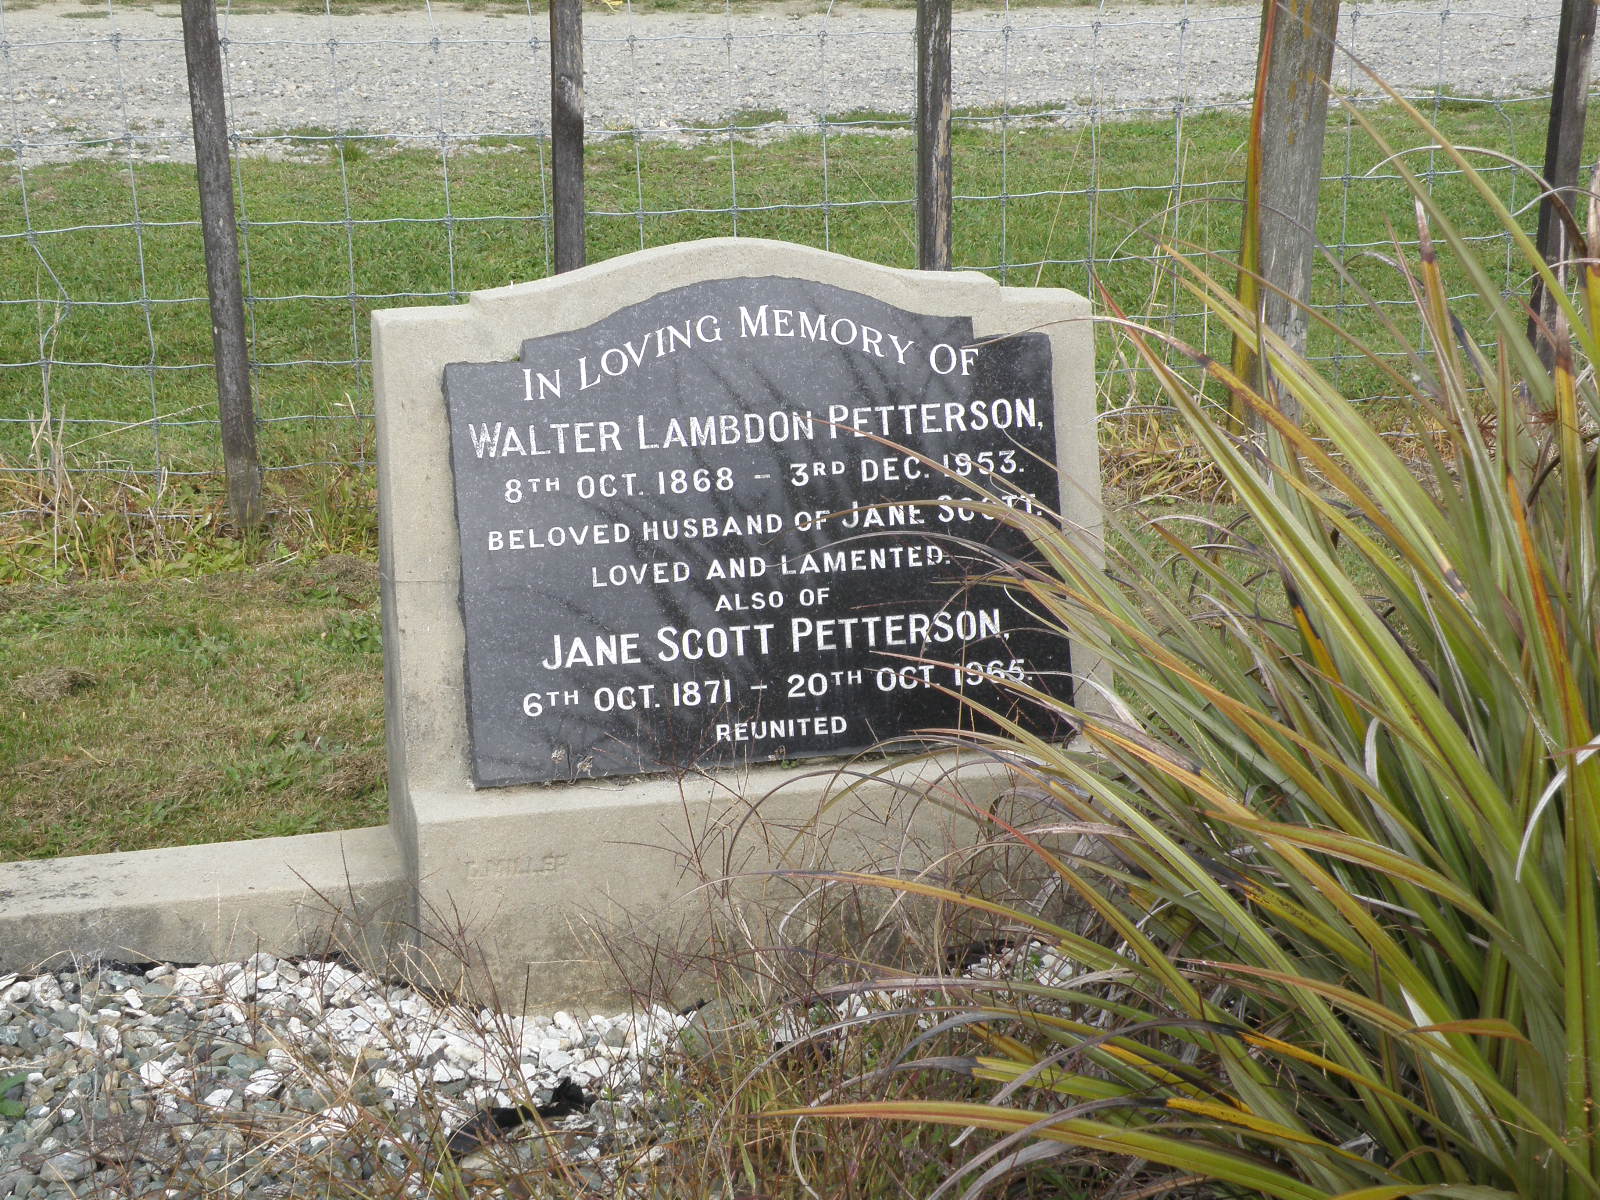 IN LOVING MEMORY OF
WALTER LAMBDON PETTERSON,
8TH OCT. 1868 – 3RD DEC. 1953.
BELOVED HUSBAND OF JANE SCOTT.
LOVED AND LAMENTED.
ALSO OF
JANE SCOTT PETTERSON,
6TH OCT. 1871 – 20TH OCT. 1965.
REUNITED
MILLER